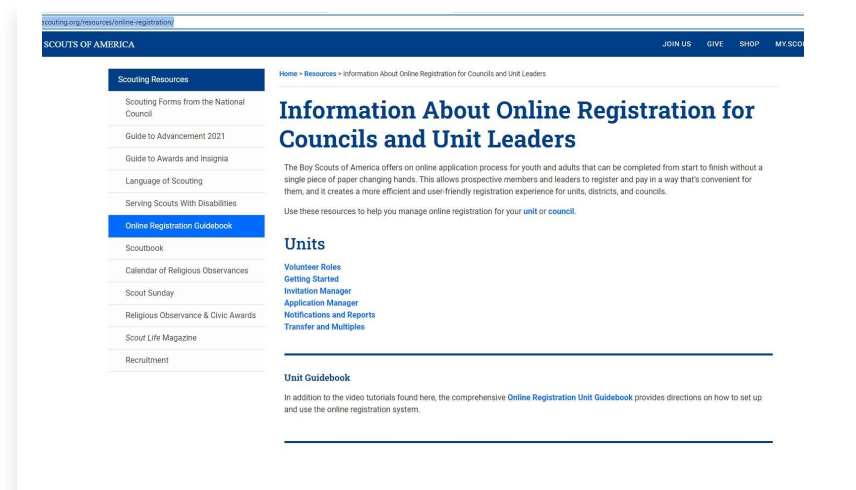 scouting.org/resources/online-registration/
SCOUTS OF AMERICA
JOIN US GIVE SHOP MY.SCO
Scouting Resources
Scouting Forms from the National
Council
Guide to Advancement 2021
Guide to Awards and Insignia
Language of Scouting
Serving Scouts With Disabilities
Online Registration Guidebook
Scoutbook
Calendar of Religious Observances
Scout Sunday
Religious Observance & Civic Awards
Scout Life Magazine
Recruitment
Home > Resources > Information About Online Registration for Councils and Unit Leaders
Information About Online Registration for
Councils and Unit Leaders
The Boy Scouts of America offers on online application process for youth and adults that can be completed from start to finish without a
single piece of paper changing hands. This allows prospective members and leaders to register and pay in a way that's convenient for
them, and it creates a more efficient and user-friendly registration experience for units, districts, and councils.
Use these resources to help you manage online registration for your unit or council.
Units
Volunteer Roles
Getting Started
Invitation Manager
Application Manager
Notifications and Reports
Transfer and Multiples
Unit Guidebook
In addition to the video tutorials found here, the comprehensive Online Registration Unit Guidebook provides directions on how to set up
and use the online registration system.